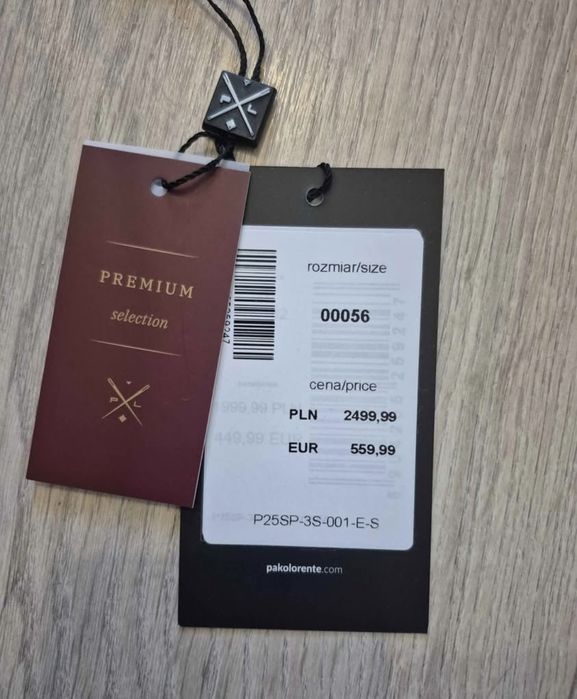 P L
PREMIUM
selection
P L
rozmiar/size
00056
cena/price
PLN 2499,99
EUR 559,99
P25SP-3S-001-E-S
pakolorente.com